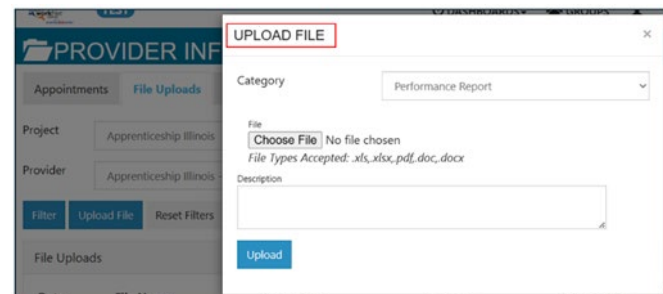 TEST
DASHBOARDS
GROUPS
PROVIDER INF
Appointments
File Uploads
Project
Apprenticeship Illinois
Provider
Apprenticeship Illinois -
Filter
Upload File
Reset Filters
File Uploads
UPLOAD FILE
×
Category
Performance Report
File
Choose File No file chosen
File Types Accepted: .xls,.xlsx,.pdf,.doc,.docx
Description
Upload